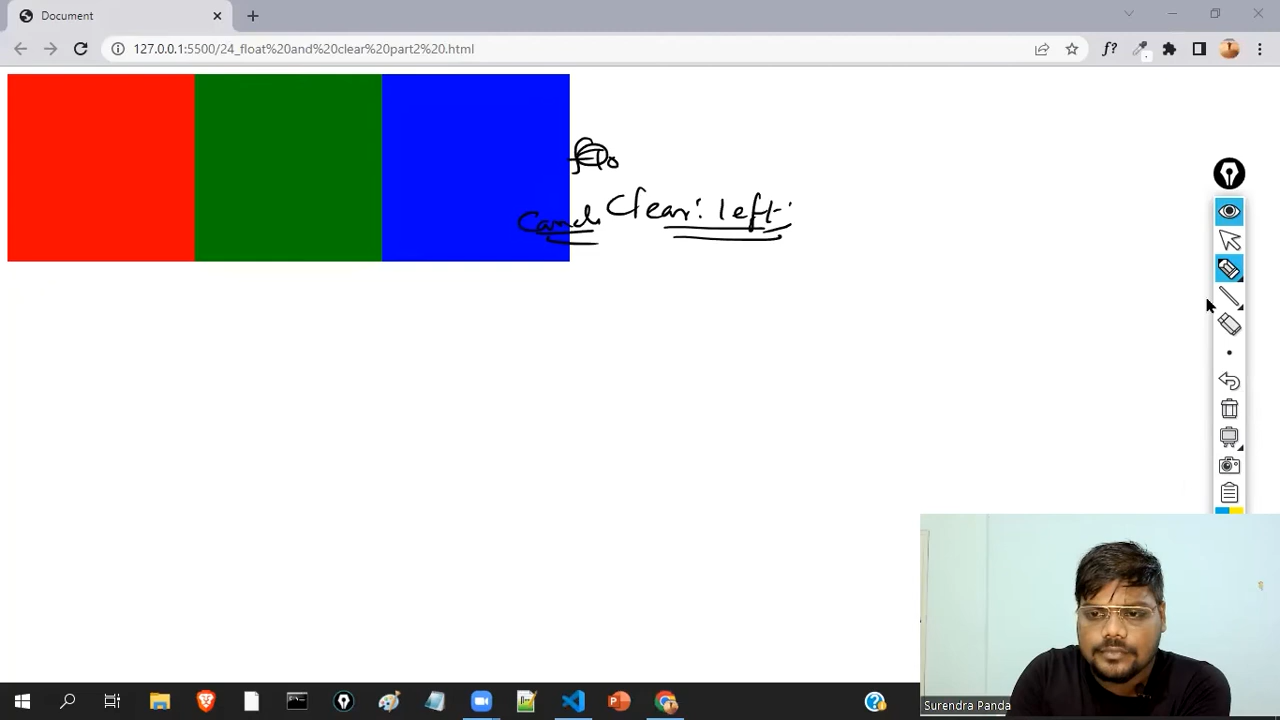 Document
127.0.0.1:5500/24_float%20and%20clear%20part2%20.html
f?
Clear: left;
Surendra Panda